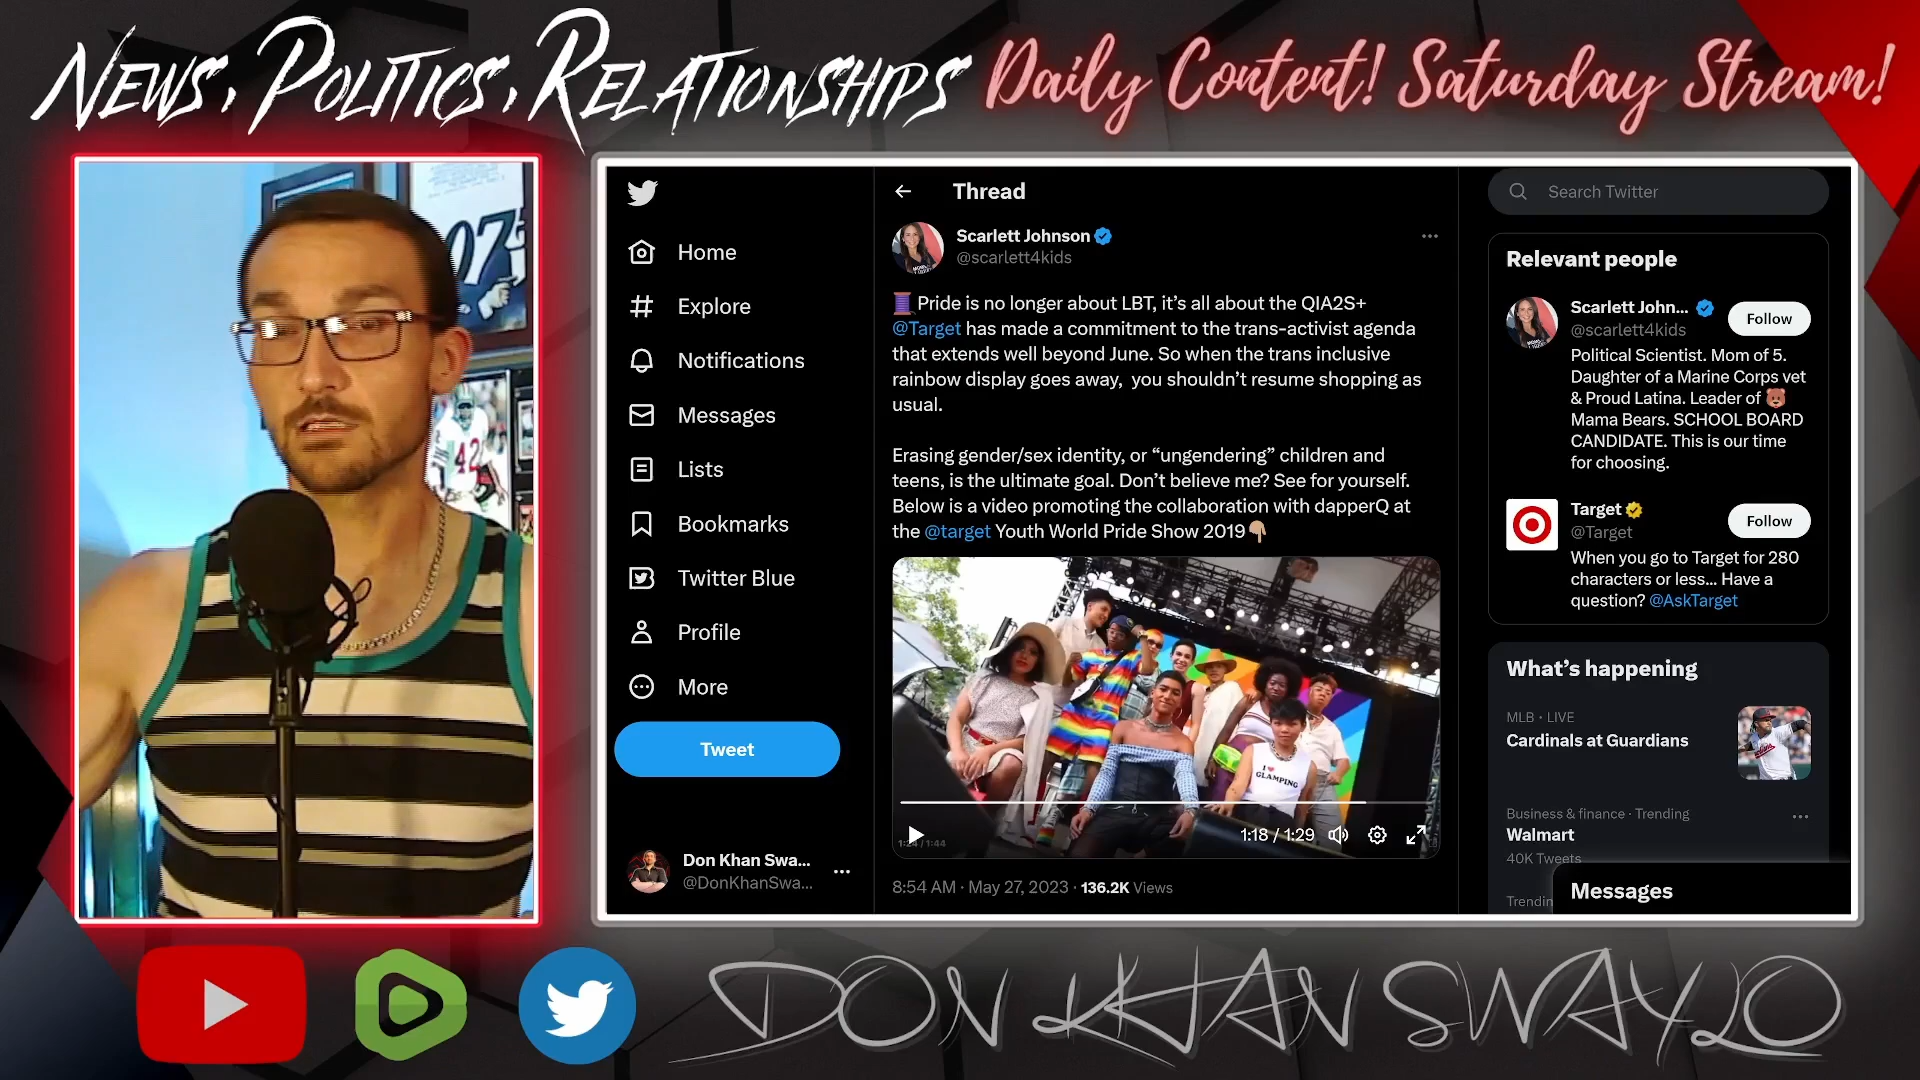 NEWS, POLITICS, RELATIONSHIPS
Daily Content! Saturday Stream!
07
42
Home
Explore
Notifications
Messages
Lists
Bookmarks
Twitter Blue
Profile
More
Tweet
Don Khan Swa...
@DonKhanSwa...
Thread
Scarlett Johnson
@scarlett4kids
Pride is no longer about LBT, it’s all about the QIA2S+
@Target has made a commitment to the trans-activist agenda
that extends well beyond June. So when the trans inclusive
rainbow display goes away, you shouldn’t resume shopping as
usual.
Erasing gender/sex identity, or “ungendering” children and
teens, is the ultimate goal. Don’t believe me? See for yourself.
Below is a video promoting the collaboration with dapperQ at
the @target Youth World Pride Show 2019
I ♥
GLAMPING
1:18 / 1:29
1:24 / 1:44
8:54 AM · May 27, 2023 · 136.2K Views
Search Twitter
Relevant people
Scarlett John...
@scarlett4kids
Follow
Political Scientist. Mom of 5.
Daughter of a Marine Corps vet
& Proud Latina. Leader of 🐻
Mama Bears. SCHOOL BOARD
CANDIDATE. This is our time
for choosing.
Target
@Target
Follow
When you go to Target for 280
characters or less... Have a
question? @AskTarget
What’s happening
MLB · LIVE
Cardinals at Guardians
Business & finance · Trending
Walmart
40K Tweets
Trendin
Messages
DON KHAN SWAYLO